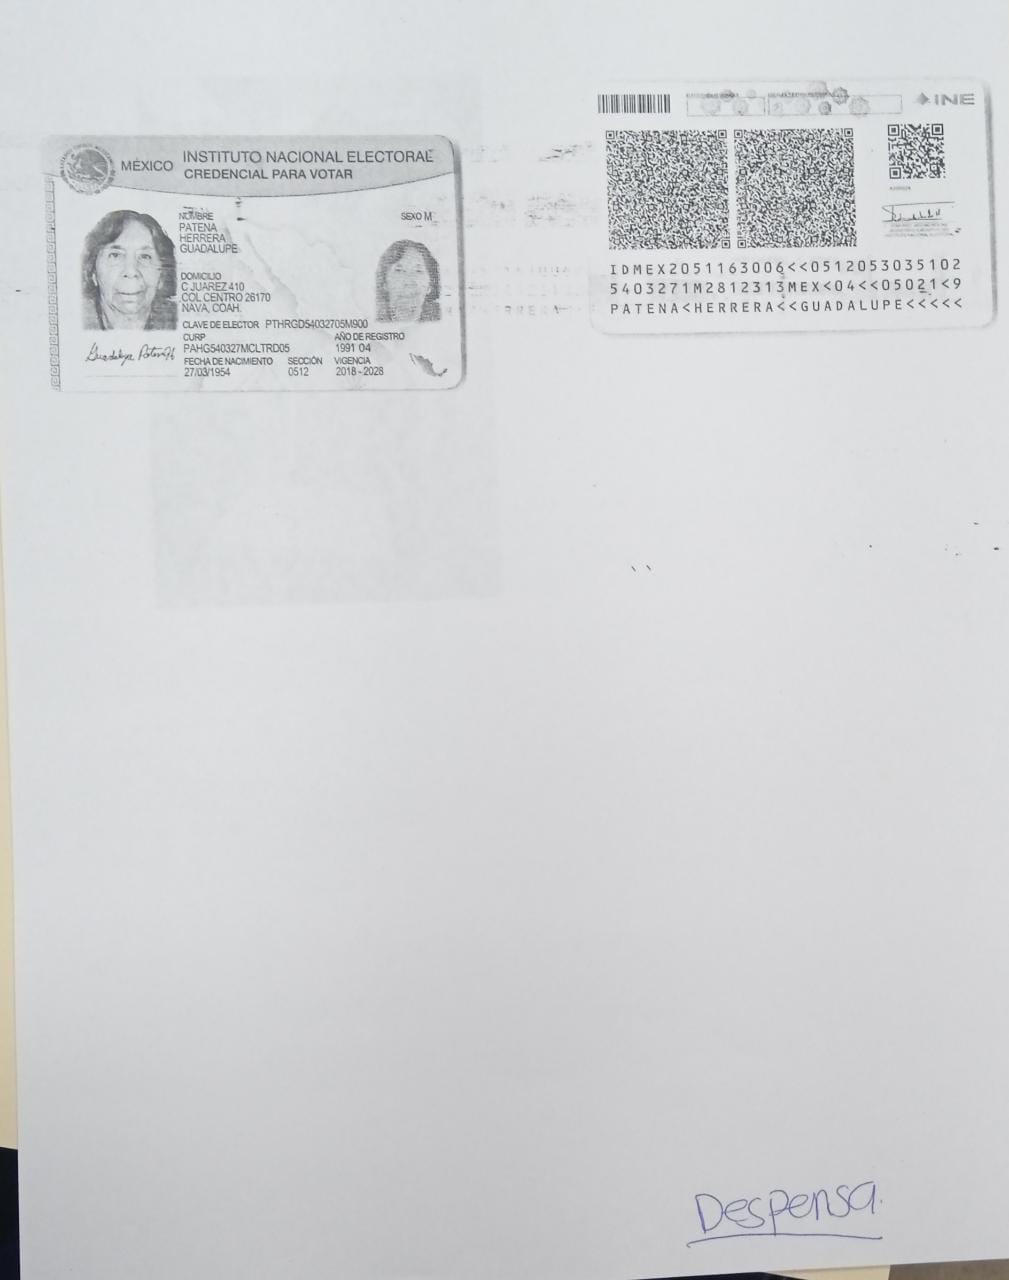 MÉXICO
INSTITUTO NACIONAL ELECTORAL
CREDENCIAL PARA VOTAR
NOMBRE
PATENA
HERRERA
GUADALUPE
SEXO M
DOMICILIO
C JUAREZ 410
COL CENTRO 26170
NAVA, COAH.
CLAVE DE ELECTOR PTHRGD54032705M900
CURP
PAHG540327MCLTRD05
AÑO DE REGISTRO
1991 04
FECHA DE NACIMIENTO
27/03/1954
SECCIÓN
0512
VIGENCIA
2018 - 2028
INE
IDMEX2051163006<<0512053035102
5403271M2812313MEX<04<<05021<9
PATENA<HERRERA<<GUADALUPE<<<<<
Despensa